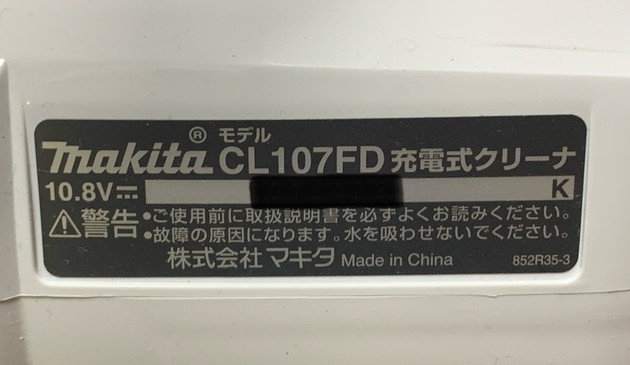 makita® モデル CL107FD 充電式クリーナ
10.8V⎓ K
⚠警告 •ご使用前に取扱説明書を必ずよくお読みください。
•故障の原因になります。水を吸わせないでください。
株式会社マキタ Made in China 852R35-3